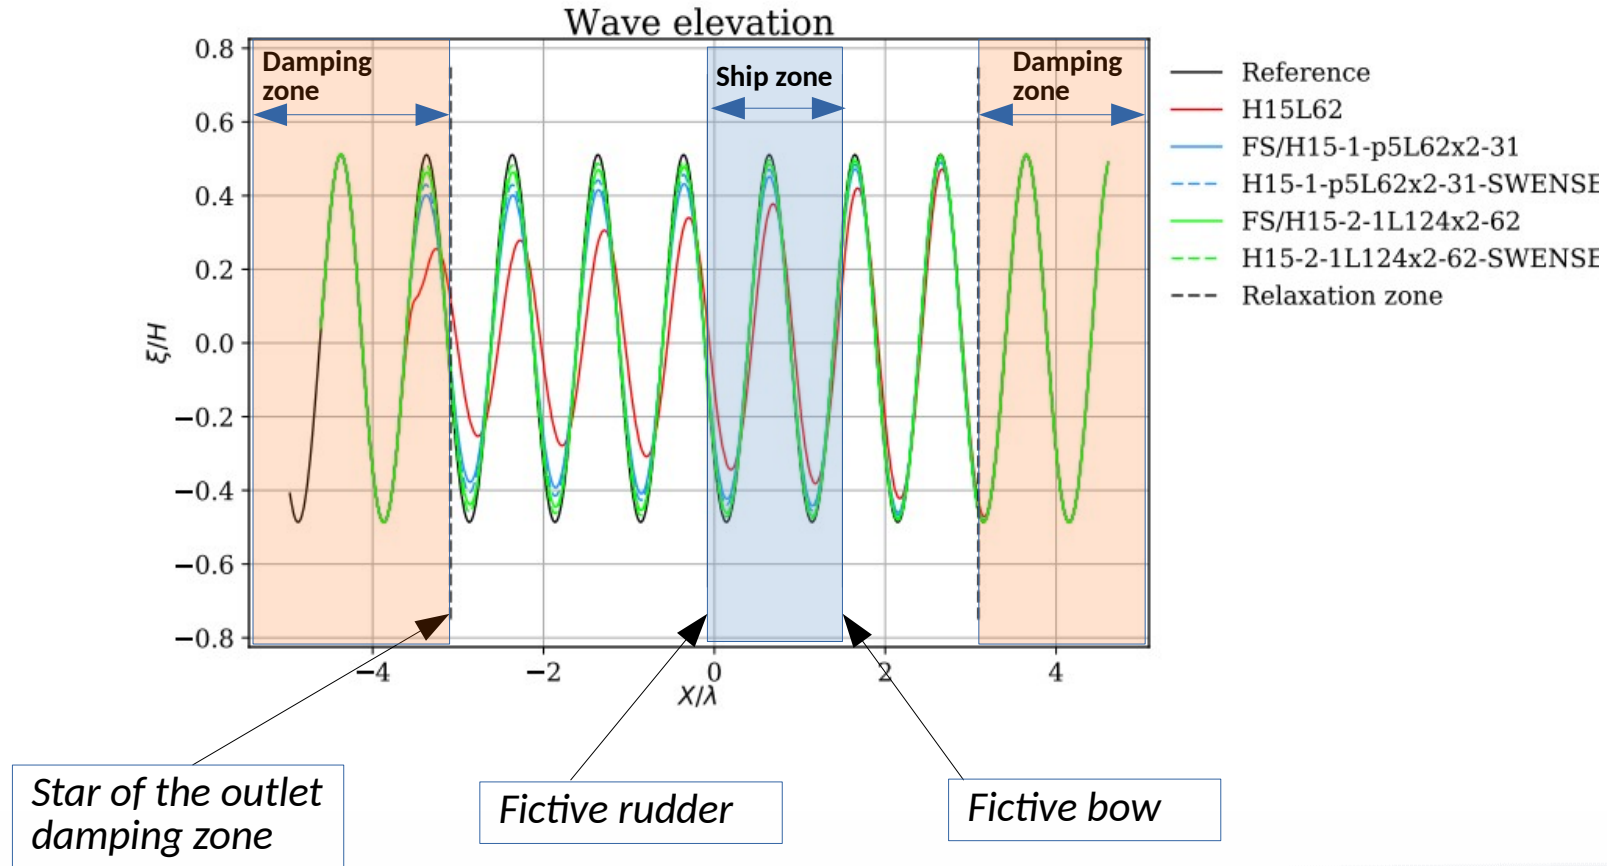 Wave elevation
Damping
zone
Ship zone
Damping
zone
Reference
H15L62
FS/H15-1-p5L62x2-31
H15-1-p5L62x2-31-SWENSE
FS/H15-2-1L124x2-62
H15-2-1L124x2-62-SWENSE
Relaxation zone
0.8
0.6
0.4
0.2
0.0
−0.2
−0.4
−0.6
−0.8
ξ/H
−4
−2
0
2
4
X/λ
Star of the outlet
damping zone
Fictive rudder
Fictive bow